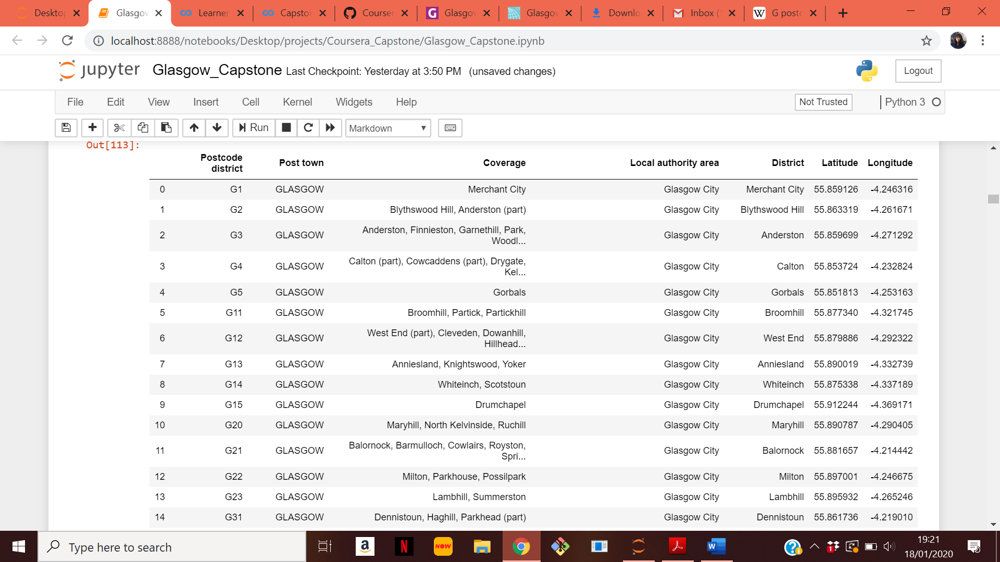 Deskto Glasgo Learner Capstor Course Glasgo Glasgo Downlo Inbox ( G postc
localhost:8888/notebooks/Desktop/projects/Coursera_Capstone/Glasgow_Capstone.ipynb
jupyter Glasgow_Capstone Last Checkpoint: Yesterday at 3:50 PM (unsaved changes) Logout
File Edit View Insert Cell Kernel Widgets Help Not Trusted Python 3
Run Markdown
Out[113]:
Postcode district Post town Coverage Local authority area District Latitude Longitude
0 G1 GLASGOW Merchant City Glasgow City Merchant City 55.859126 -4.246316
1 G2 GLASGOW Blythswood Hill, Anderston (part) Glasgow City Blythswood Hill 55.863319 -4.261671
2 G3 GLASGOW Anderston, Finnieston, Garnethill, Park, Woodl... Glasgow City Anderston 55.859699 -4.271292
3 G4 GLASGOW Calton (part), Cowcaddens (part), Drygate, Kel... Glasgow City Calton 55.853724 -4.232824
4 G5 GLASGOW Gorbals Glasgow City Gorbals 55.851813 -4.253163
5 G11 GLASGOW Broomhill, Partick, Partickhill Glasgow City Broomhill 55.877340 -4.321745
6 G12 GLASGOW West End (part), Cleveden, Dowanhill, Hillhead... Glasgow City West End 55.879886 -4.292322
7 G13 GLASGOW Anniesland, Knightswood, Yoker Glasgow City Anniesland 55.890019 -4.332739
8 G14 GLASGOW Whiteinch, Scotstoun Glasgow City Whiteinch 55.875338 -4.337189
9 G15 GLASGOW Drumchapel Glasgow City Drumchapel 55.912244 -4.369171
10 G20 GLASGOW Maryhill, North Kelvinside, Ruchill Glasgow City Maryhill 55.890787 -4.290405
11 G21 GLASGOW Balornock, Barmulloch, Cowlairs, Royston, Spri... Glasgow City Balornock 55.881657 -4.214442
12 G22 GLASGOW Milton, Parkhouse, Possilpark Glasgow City Milton 55.897001 -4.246675
13 G23 GLASGOW Lambhill, Summerston Glasgow City Lambhill 55.895932 -4.265246
14 G31 GLASGOW Dennistoun, Haghill, Parkhead (part) Glasgow City Dennistoun 55.861736 -4.219010
Type here to search
19:21
18/01/2020